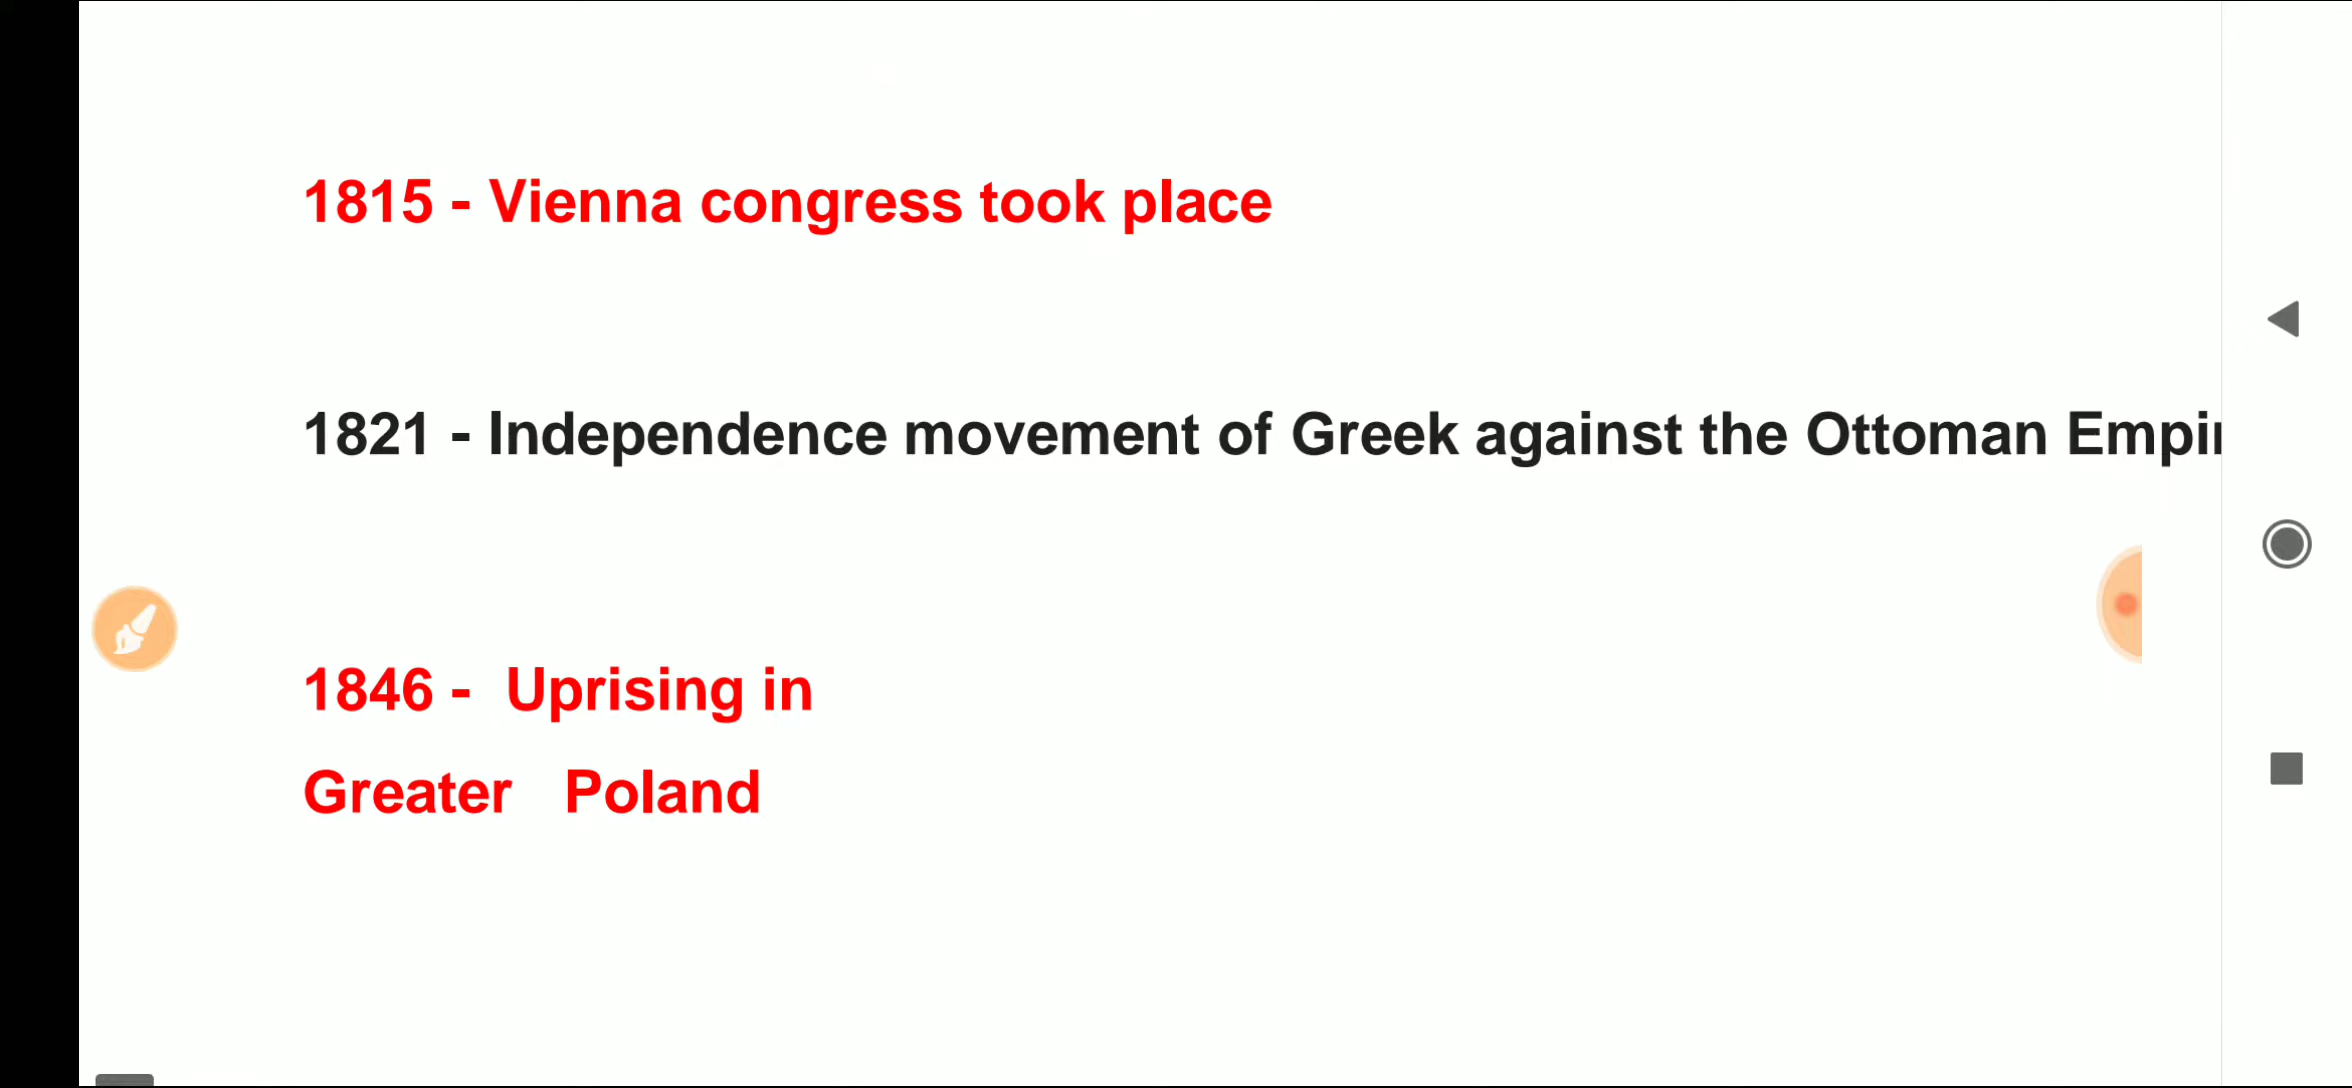 1815 - Vienna congress took place
1821 - Independence movement of Greek against the Ottoman
1846 - Uprising in
Greater Poland